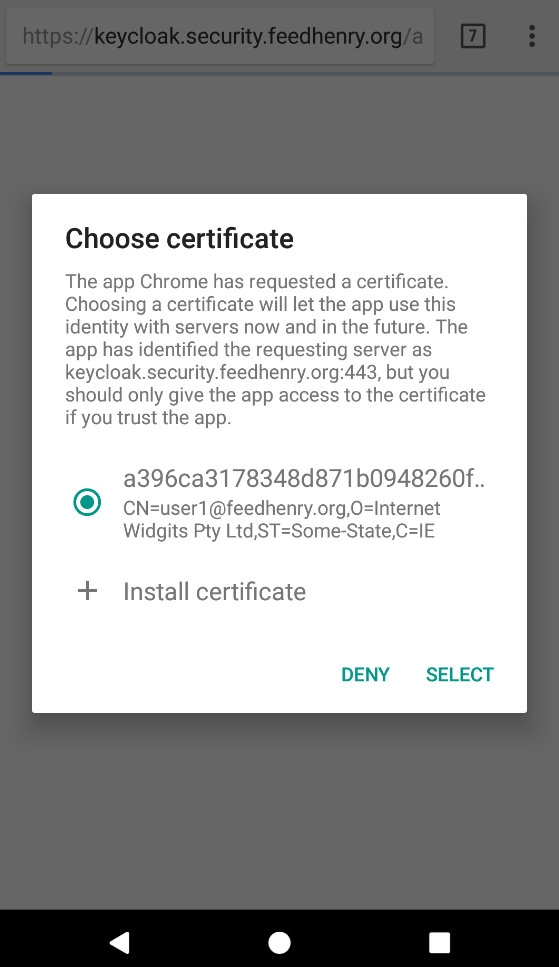 https://keycloak.security.feedhenry.org/a
7
Choose certificate
The app Chrome has requested a certificate.
Choosing a certificate will let the app use this
identity with servers now and in the future. The
app has identified the requesting server as
keycloak.security.feedhenry.org:443, but you
should only give the app access to the certificate
if you trust the app.
a396ca3178348d871b0948260f..
CN=user1@feedhenry.org,O=Internet
Widgits Pty Ltd,ST=Some-State,C=IE
Install certificate
DENY SELECT